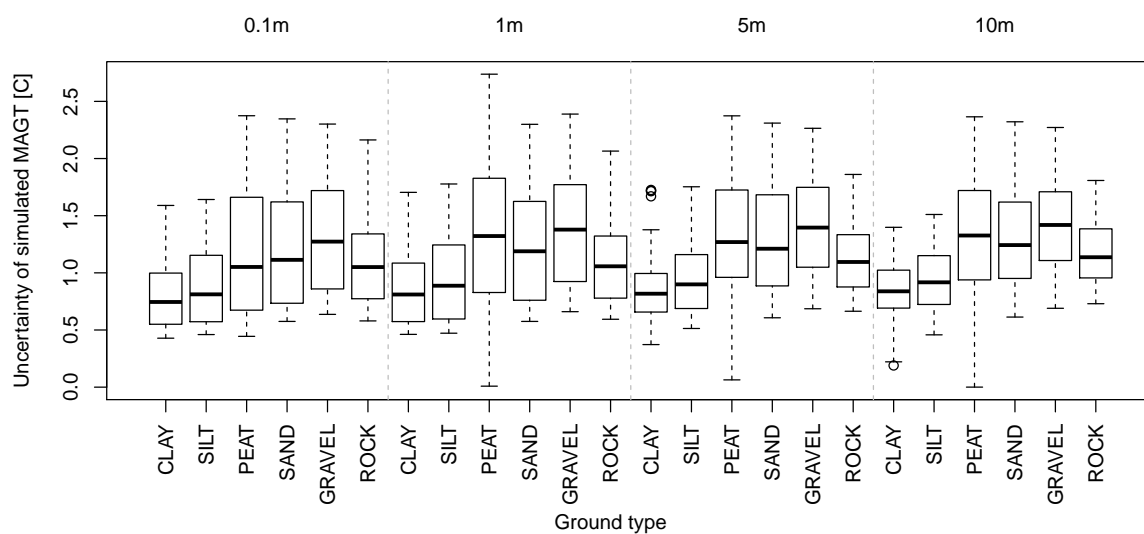 0.1m 1m 5m 10m
Uncertainty of simulated MAGT [C]
2.5
2.0
1.5
1.0
0.5
0.0
CLAY SILT PEAT SAND GRAVEL ROCK CLAY SILT PEAT SAND GRAVEL ROCK CLAY SILT PEAT SAND GRAVEL ROCK CLAY SILT PEAT SAND GRAVEL ROCK
Ground type